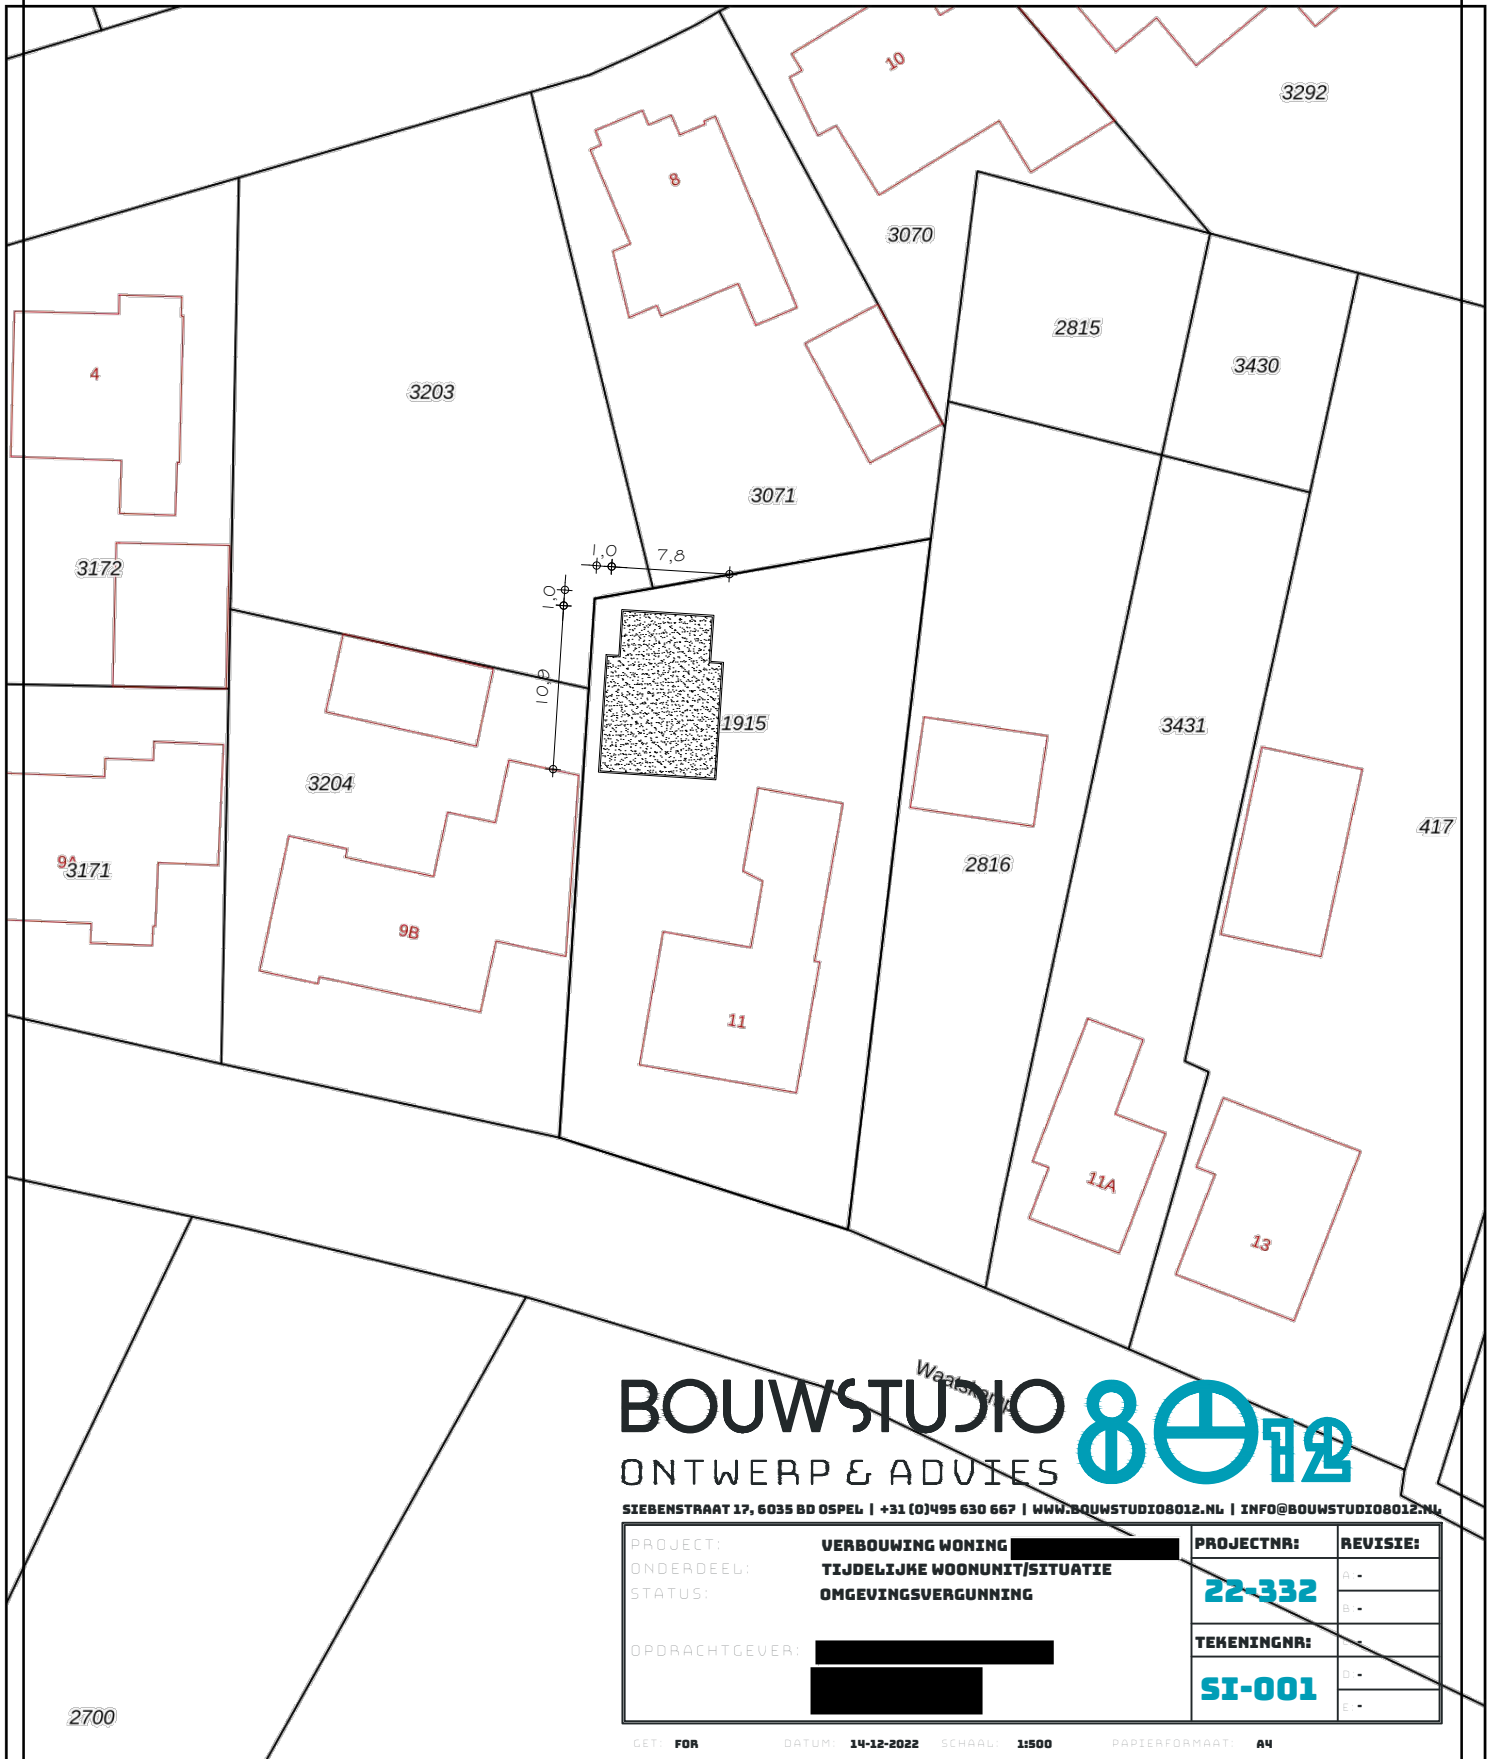 10
3292
8
3070
2815
3430
4
3203
3071
1,0
7,8
3172
1,0
10,9
1915
3431
3204
417
2816
9A
3171
9B
11
11A
13
Waatskamp
BOUWSTUDIO 8012
ONTWERP & ADVIES
SIEBENSTRAAT 17, 6035 BD OSPEL | +31 (0)495 630 667 | WWW.BOUWSTUDIO8012.NL | INFO@BOUWSTUDIO8012.NL
PROJECT: VERBOUWING WONING PROJECTNR: REVISIE:
ONDERDEEL: TIJDELIJKE WOONUNIT/SITUATIE 22-332 A: -
STATUS: OMGEVINGSVERGUNNING B: -
OPDRACHTGEVER: TEKENINGNR: -
SI-001 D: -
E: -
2700
GET: FOR DATUM: 14-12-2022 SCHAAL: 1:500 PAPIERFORMAAT: A4